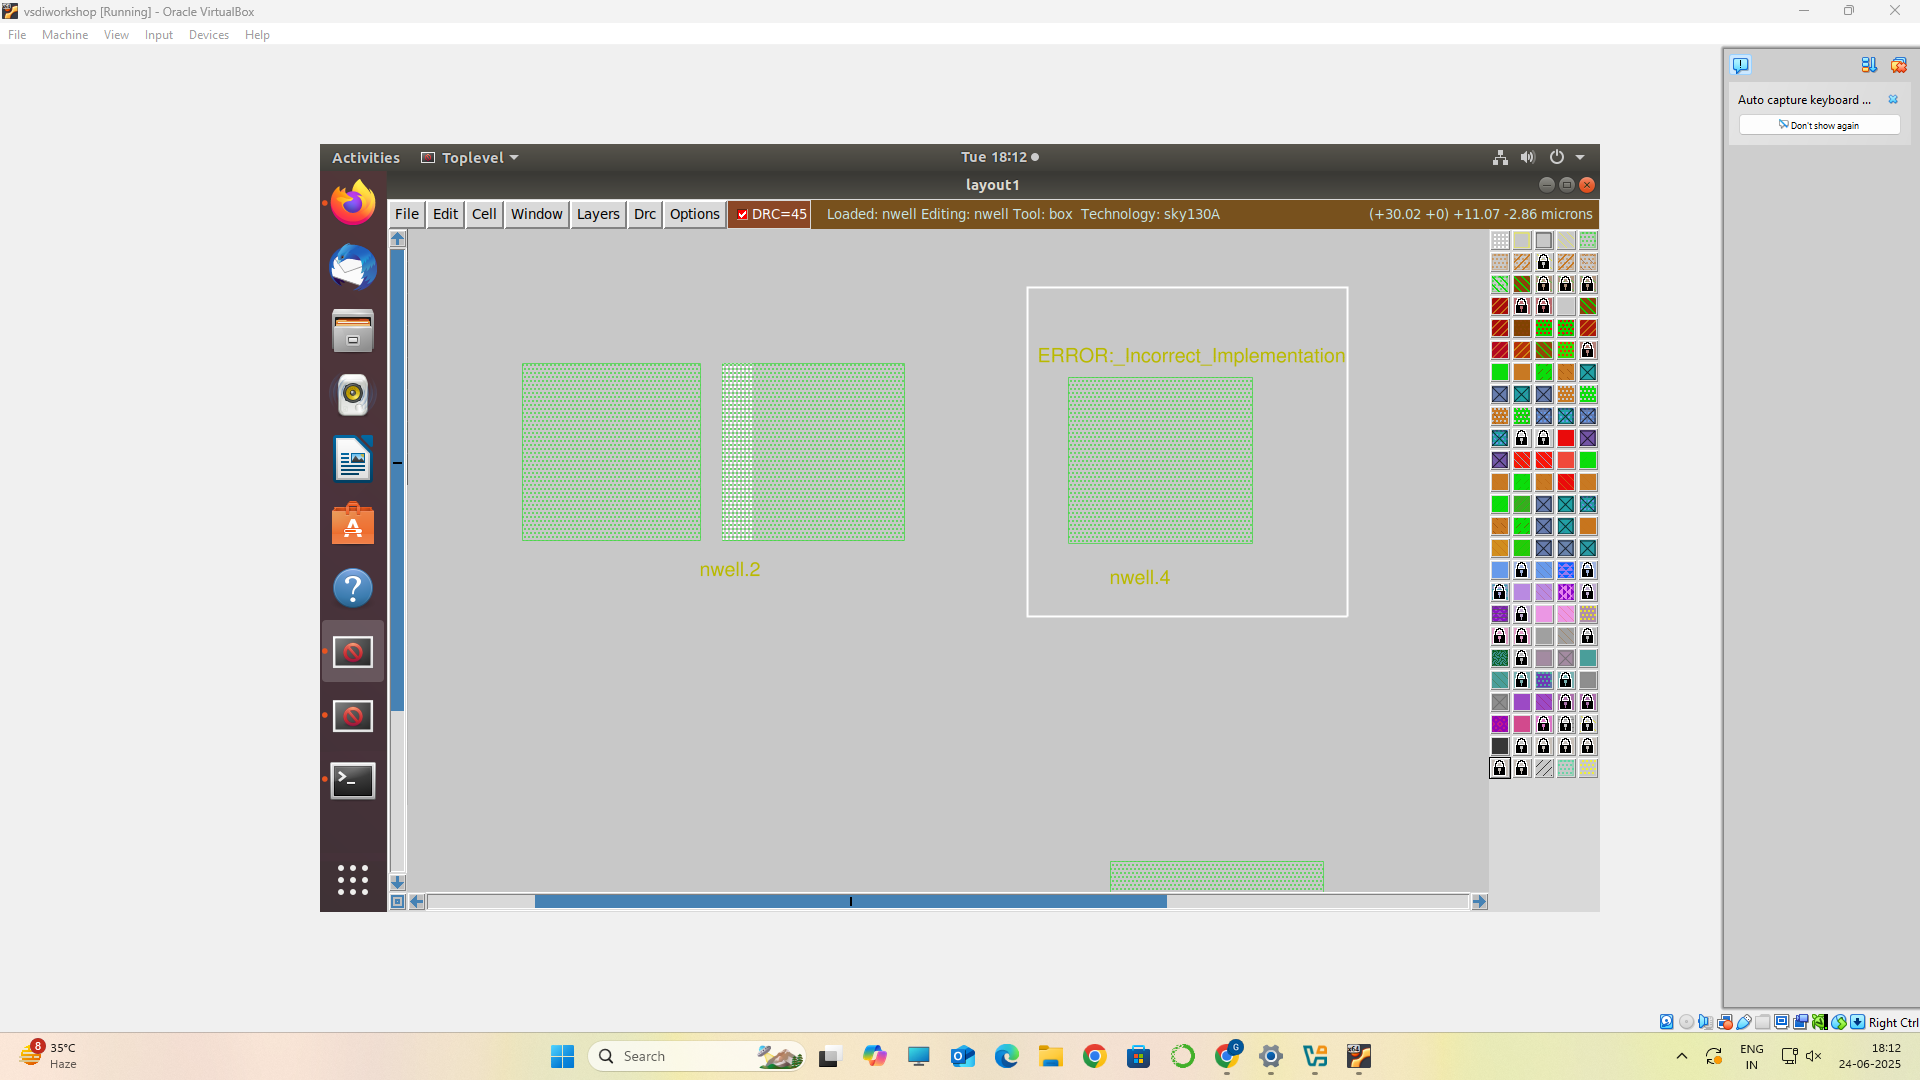 vsdiworkshop [Running] - Oracle VirtualBox
File Machine View Input Devices Help
Auto capture keyboard ...
Don't show again
Activities Toplevel Tue 18:12
layout1
File Edit Cell Window Layers Drc Options DRC=45 Loaded: nwell Editing: nwell Tool: box Technology: sky130A (+30.02 +0) +11.07 -2.86 microns
ERROR:_Incorrect_Implementation
nwell.2
nwell.4
Right Ctrl
8
35°C
Haze
Search
G
ENG
IN
18:12
24-06-2025